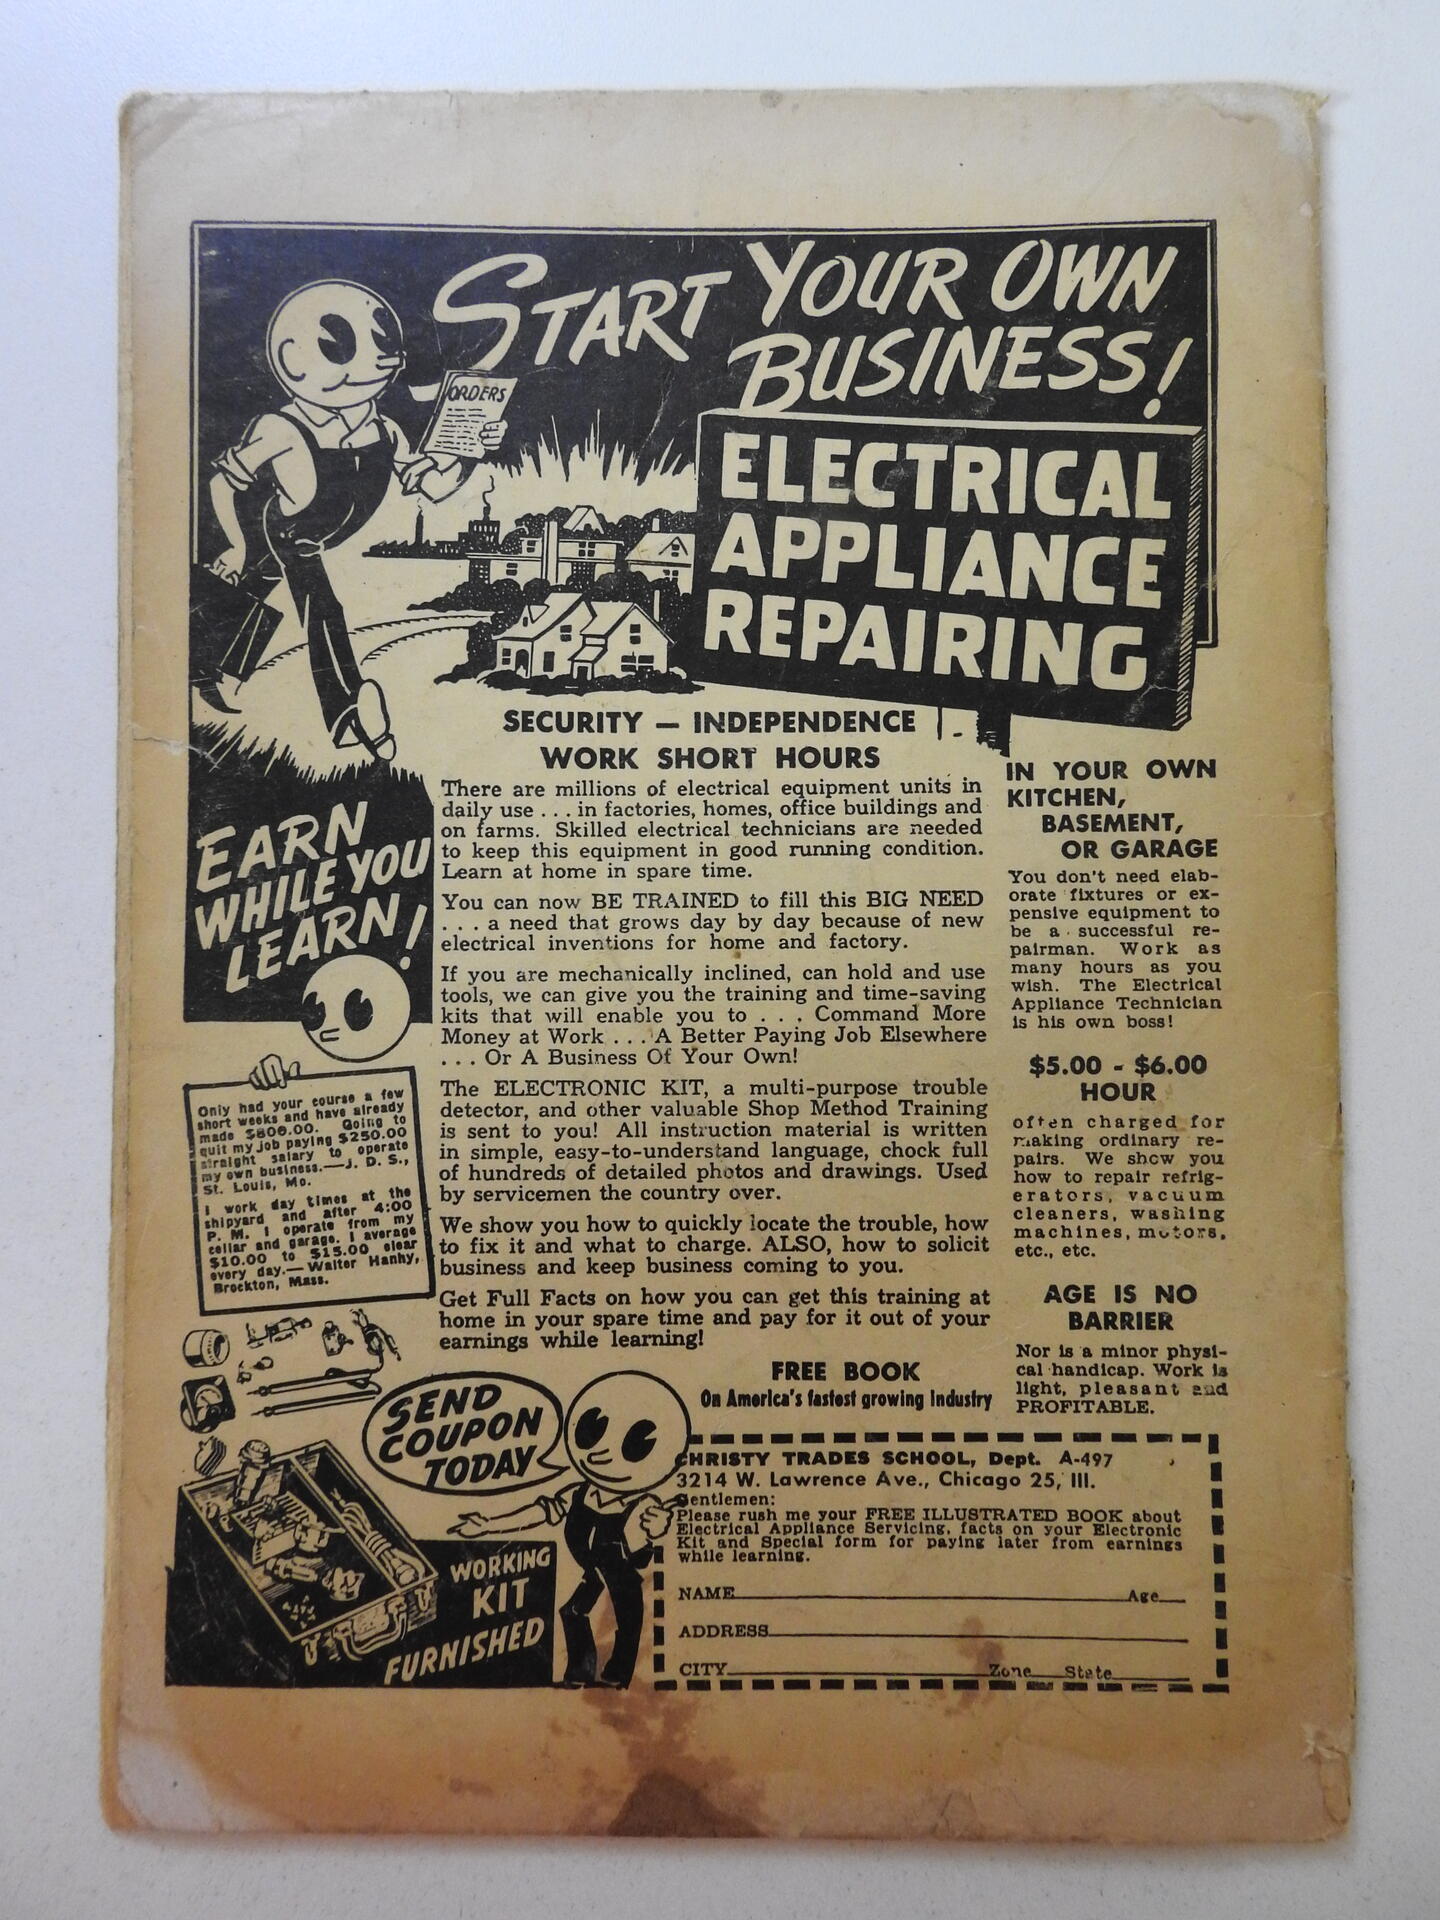 START YOUR OWN
BUSINESS!
ORDERS
ELECTRICAL
APPLIANCE
REPAIRING
EARN
WHILE YOU
LEARN!
SECURITY — INDEPENDENCE
WORK SHORT HOURS
There are millions of electrical equipment units in
daily use . . . in factories, homes, office buildings and
on farms. Skilled electrical technicians are needed
to keep this equipment in good running condition.
Learn at home in spare time.
You can now BE TRAINED to fill this BIG NEED
. . . a need that grows day by day because of new
electrical inventions for home and factory.
If you are mechanically inclined, can hold and use
tools, we can give you the training and time-saving
kits that will enable you to . . . Command More
Money at Work . . . A Better Paying Job Elsewhere
. . . Or A Business Of Your Own!
The ELECTRONIC KIT, a multi-purpose trouble
detector, and other valuable Shop Method Training
is sent to you! All instruction material is written
in simple, easy-to-understand language, chock full
of hundreds of detailed photos and drawings. Used
by servicemen the country over.
We show you how to quickly locate the trouble, how
to fix it and what to charge. ALSO, how to solicit
business and keep business coming to you.
Get Full Facts on how you can get this training at
home in your spare time and pay for it out of your
earnings while learning!
IN YOUR OWN
KITCHEN,
BASEMENT,
OR GARAGE
You don't need elab-
orate fixtures or ex-
pensive equipment to
be a successful re-
pairman. Work as
many hours as you
wish. The Electrical
Appliance Technician
is his own boss!
$5.00 - $6.00
HOUR
often charged for
making ordinary re-
pairs. We show you
how to repair refrig-
erators, vacuum
cleaners, washing
machines, motors,
etc., etc.
AGE IS NO
BARRIER
Nor is a minor physi-
cal handicap. Work is
light, pleasant and
PROFITABLE.
Only had your course a few
short weeks and have already
made $800.00. Going to
quit my job paying $250.00
straight salary to operate
my own business.—J. D. S.,
St. Louis, Mo.
I work day times at the
shipyard and after 4:00
P. M. I operate from my
cellar and garage. I average
$10.00 to $15.00 clear
every day.—Walter Hanhy,
Brockton, Mass.
SEND
COUPON
TODAY
WORKING
KIT
FURNISHED
FREE BOOK
On America's fastest growing Industry
CHRISTY TRADES SCHOOL, Dept. A-497
3214 W. Lawrence Ave., Chicago 25, Ill.
Gentlemen:
Please rush me your FREE ILLUSTRATED BOOK about
Electrical Appliance Servicing, facts on your Electronic
Kit and Special form for paying later from earnings
while learning.
NAME Age
ADDRESS
CITY Zone State